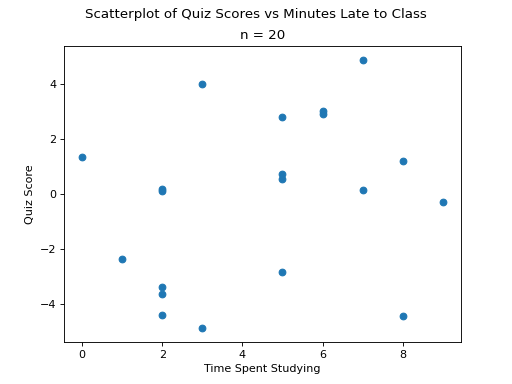 Scatterplot of Quiz Scores vs Minutes Late to Class
n = 20
4
2
0
−2
−4
Quiz Score
0 2 4 6 8
Time Spent Studying